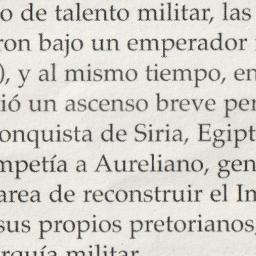 o de talento militar, las
ron bajo un emperador
), y al mismo tiempo, en
ió un ascenso breve per
onquista de Siria, Egipt
mpetía a Aureliano, gen
area de reconstruir el Im
sus propios pretorianos,
rquía militar